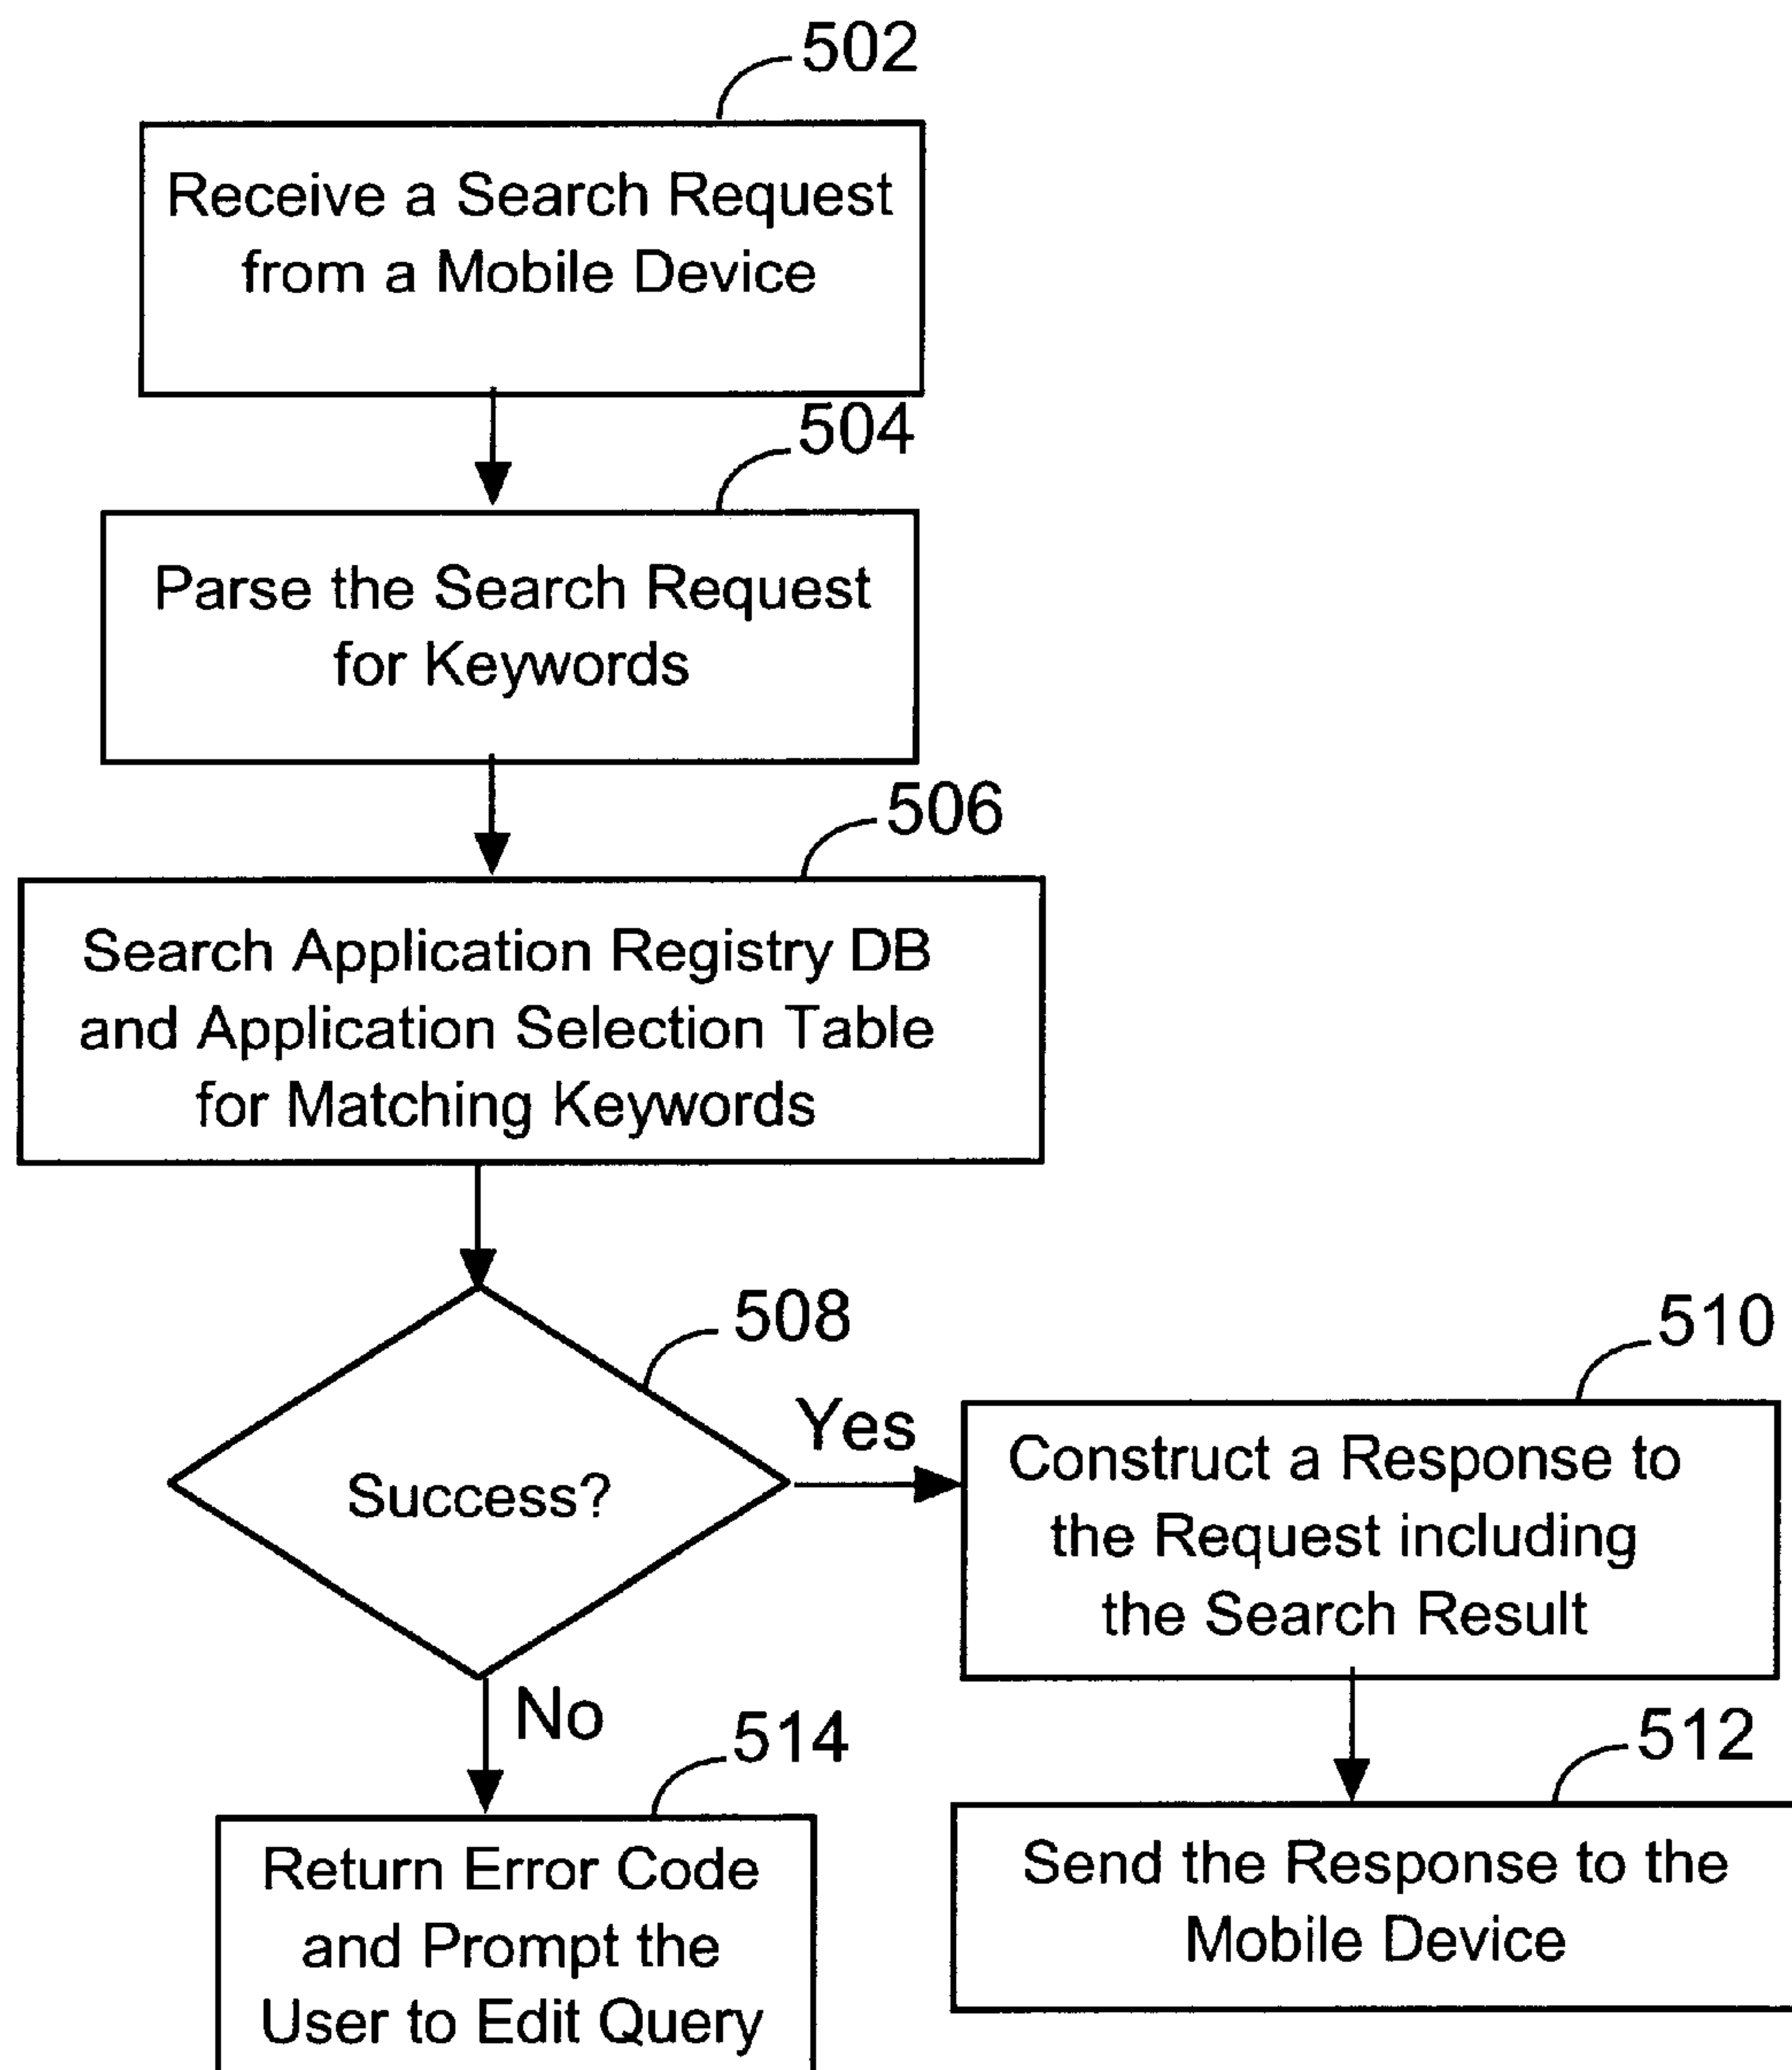 502
Receive a Search Request
from a Mobile Device
504
Parse the Search Request
for Keywords
506
Search Application Registry DB
and Application Selection Table
for Matching Keywords
508
Success?
Yes
510
Construct a Response to
the Request including
the Search Result
No
514
Return Error Code
and Prompt the
User to Edit Query
512
Send the Response to the
Mobile Device